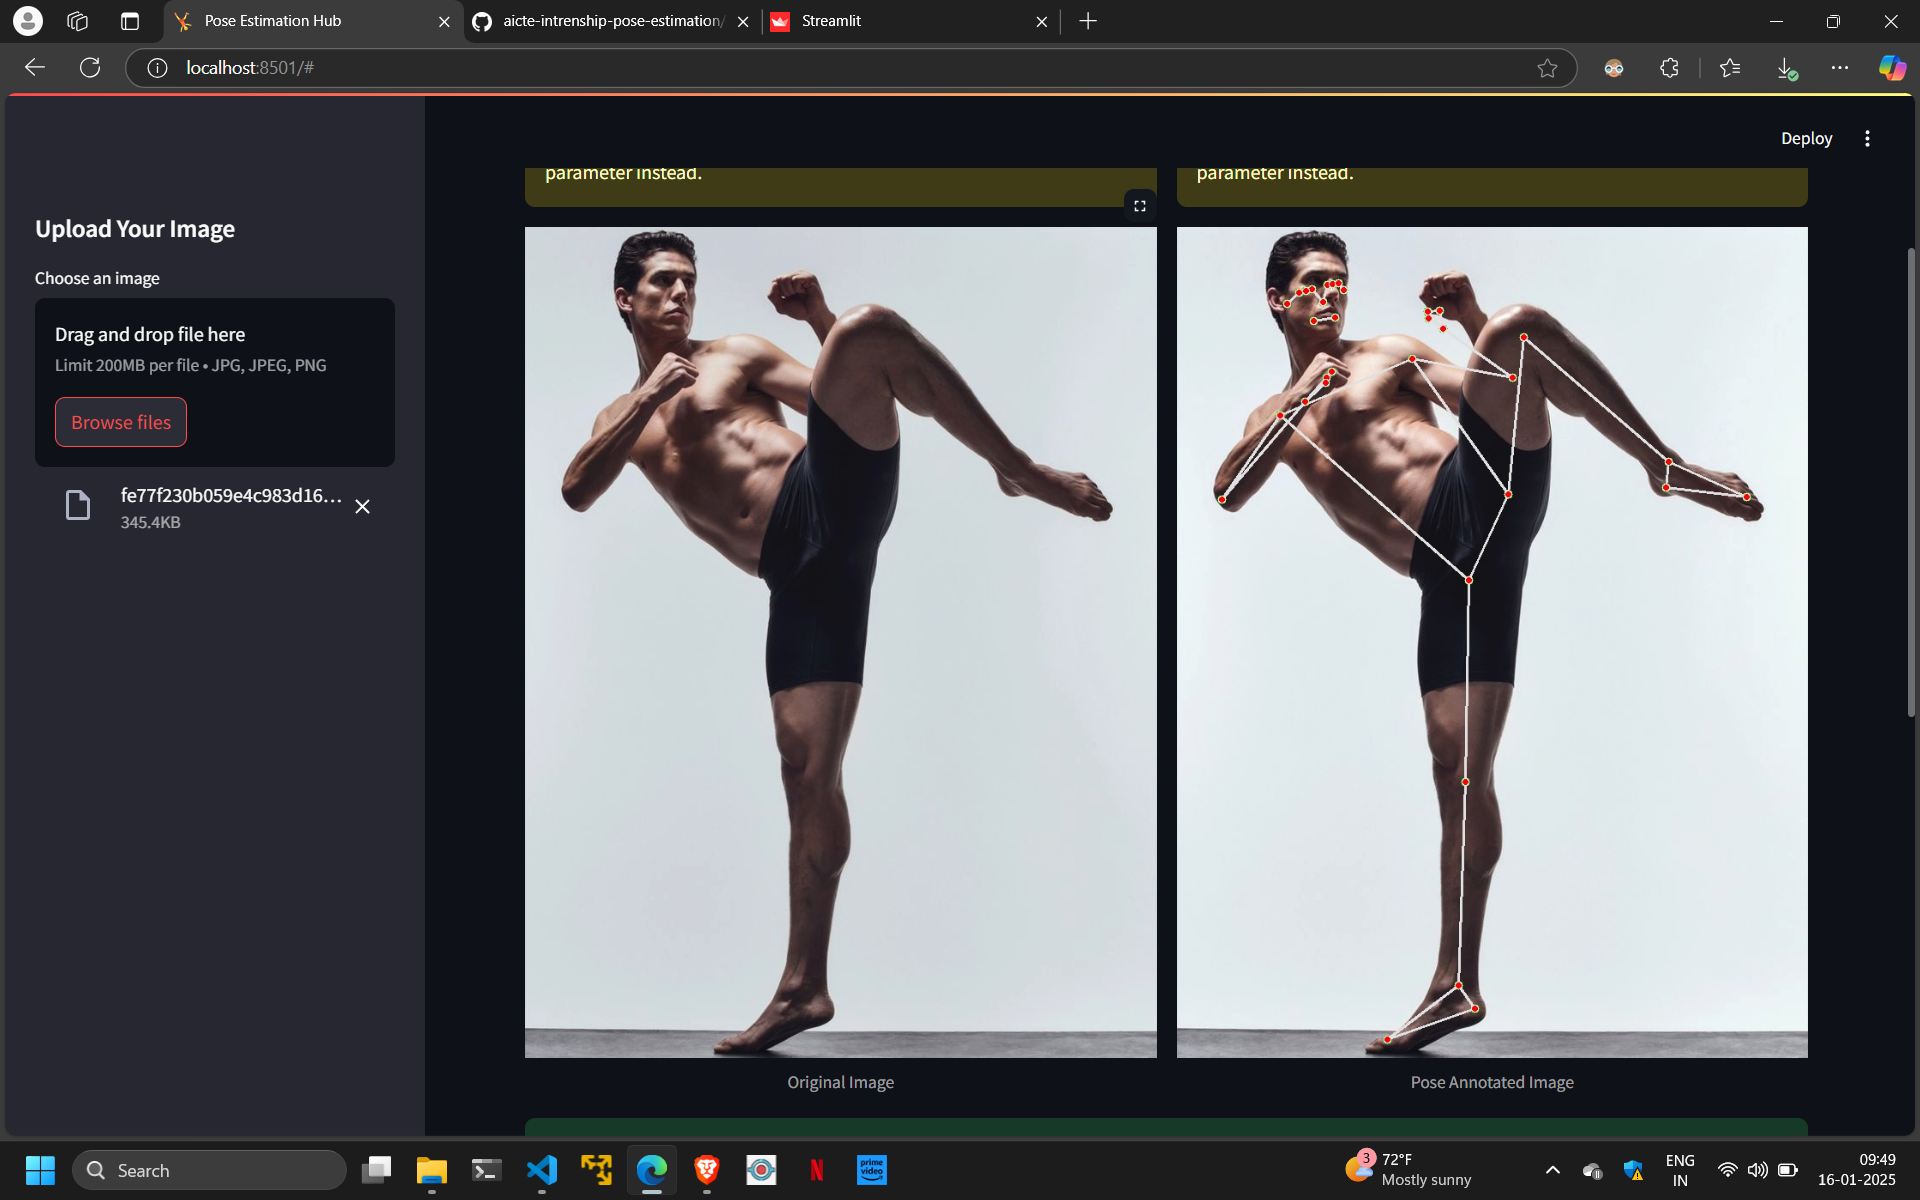 Pose Estimation Hub
aicte-intrenship-pose-estimation/
Streamlit
localhost:8501/#
Deploy
parameter instead.
parameter instead.
Upload Your Image
Choose an image
Drag and drop file here
Limit 200MB per file • JPG, JPEG, PNG
Browse files
fe77f230b059e4c983d16...
345.4KB
Original Image
Pose Annotated Image
Search
prime video
N
3
72°F
Mostly sunny
ENG
IN
09:49
16-01-2025